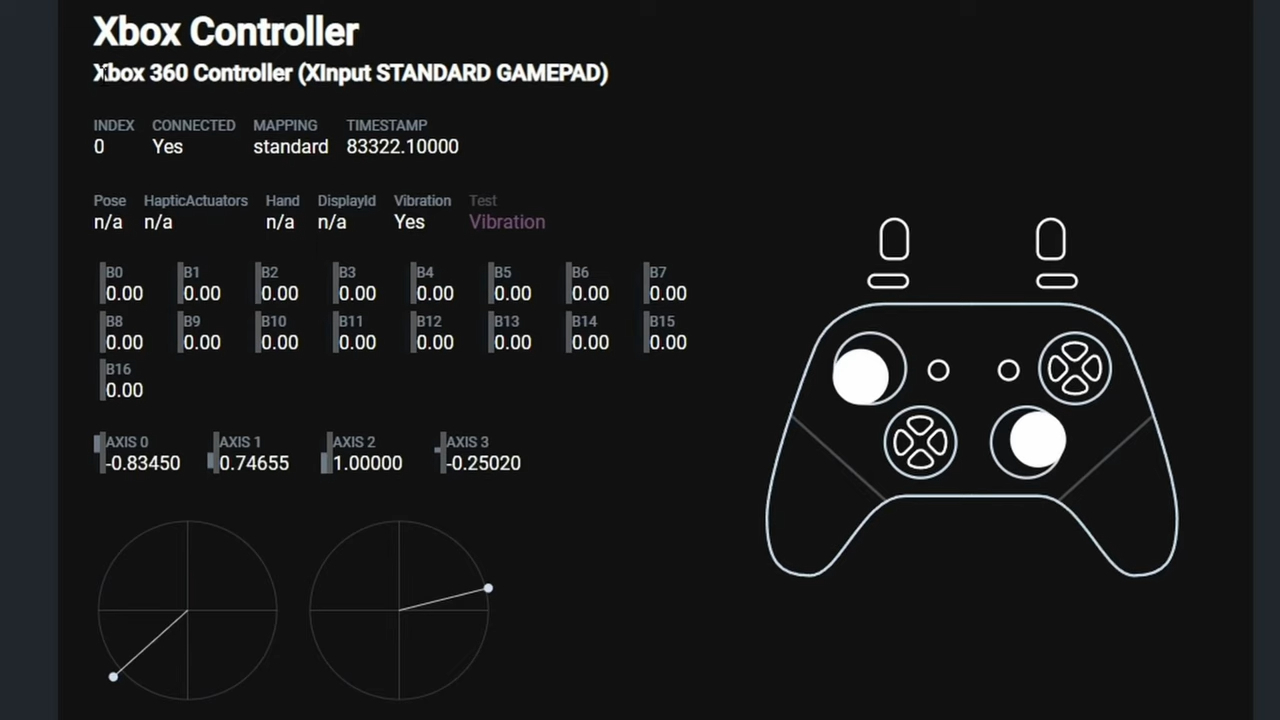 Xbox Controller
Xbox 360 Controller (XInput STANDARD GAMEPAD)
INDEX CONNECTED MAPPING TIMESTAMP
0 Yes standard 83322.10000
Pose HapticActuators Hand DisplayId Vibration Test
n/a n/a n/a n/a Yes Vibration
B0 B1 B2 B3 B4 B5 B6 B7
0.00 0.00 0.00 0.00 0.00 0.00 0.00 0.00
B8 B9 B10 B11 B12 B13 B14 B15
0.00 0.00 0.00 0.00 0.00 0.00 0.00 0.00
B16
0.00
AXIS 0 AXIS 1 AXIS 2 AXIS 3
-0.83450 0.74655 1.00000 -0.25020